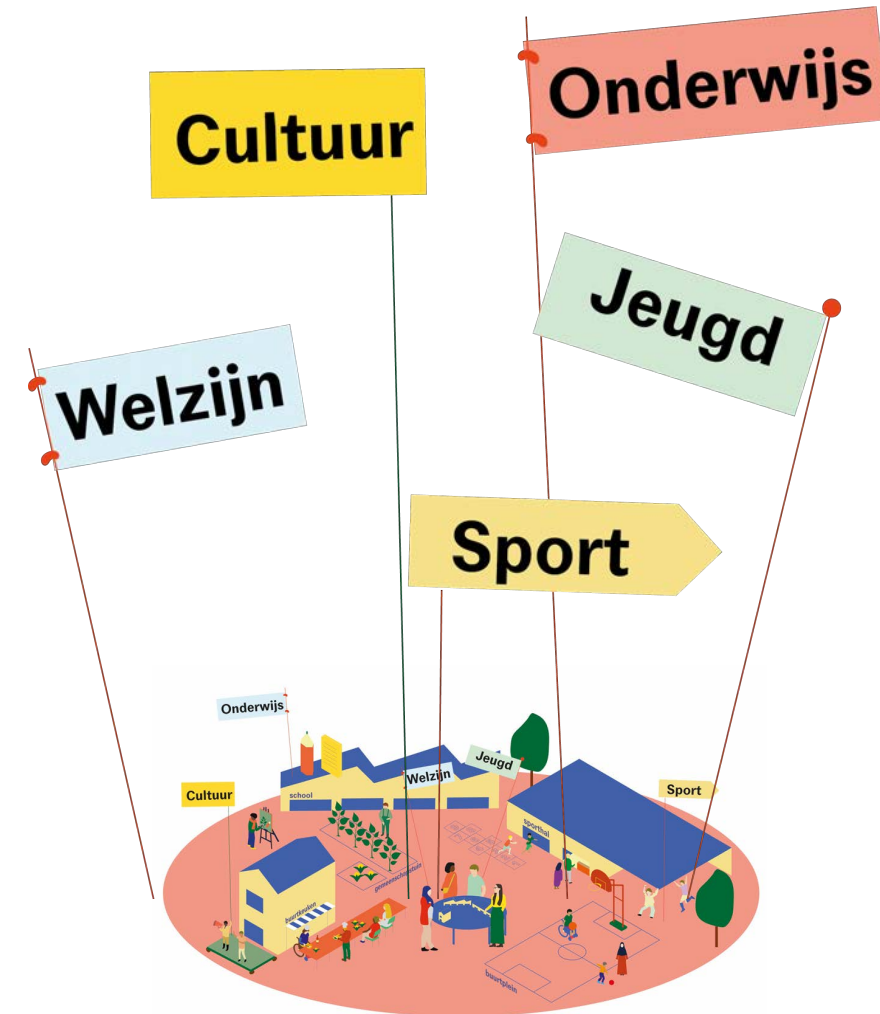 Onderwijs
Cultuur
Jeugd
Welzijn
Sport
Onderwijs
Welzijn
Jeugd
Cultuur
Sport
school
sporthal
gemeenschapstuin
buurtkeuken
buurtplein